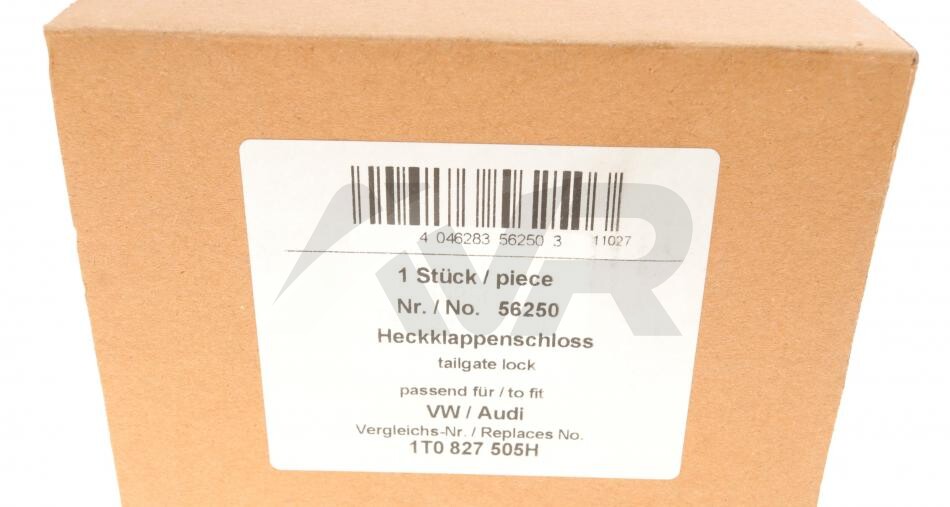 4 046283 56250 3 11027
1 Stück / piece
Nr. / No. 56250
Heckklappenschloss
tailgate lock
passend für / to fit
VW / Audi
Vergleichs-Nr. / Replaces No.
1T0 827 505H